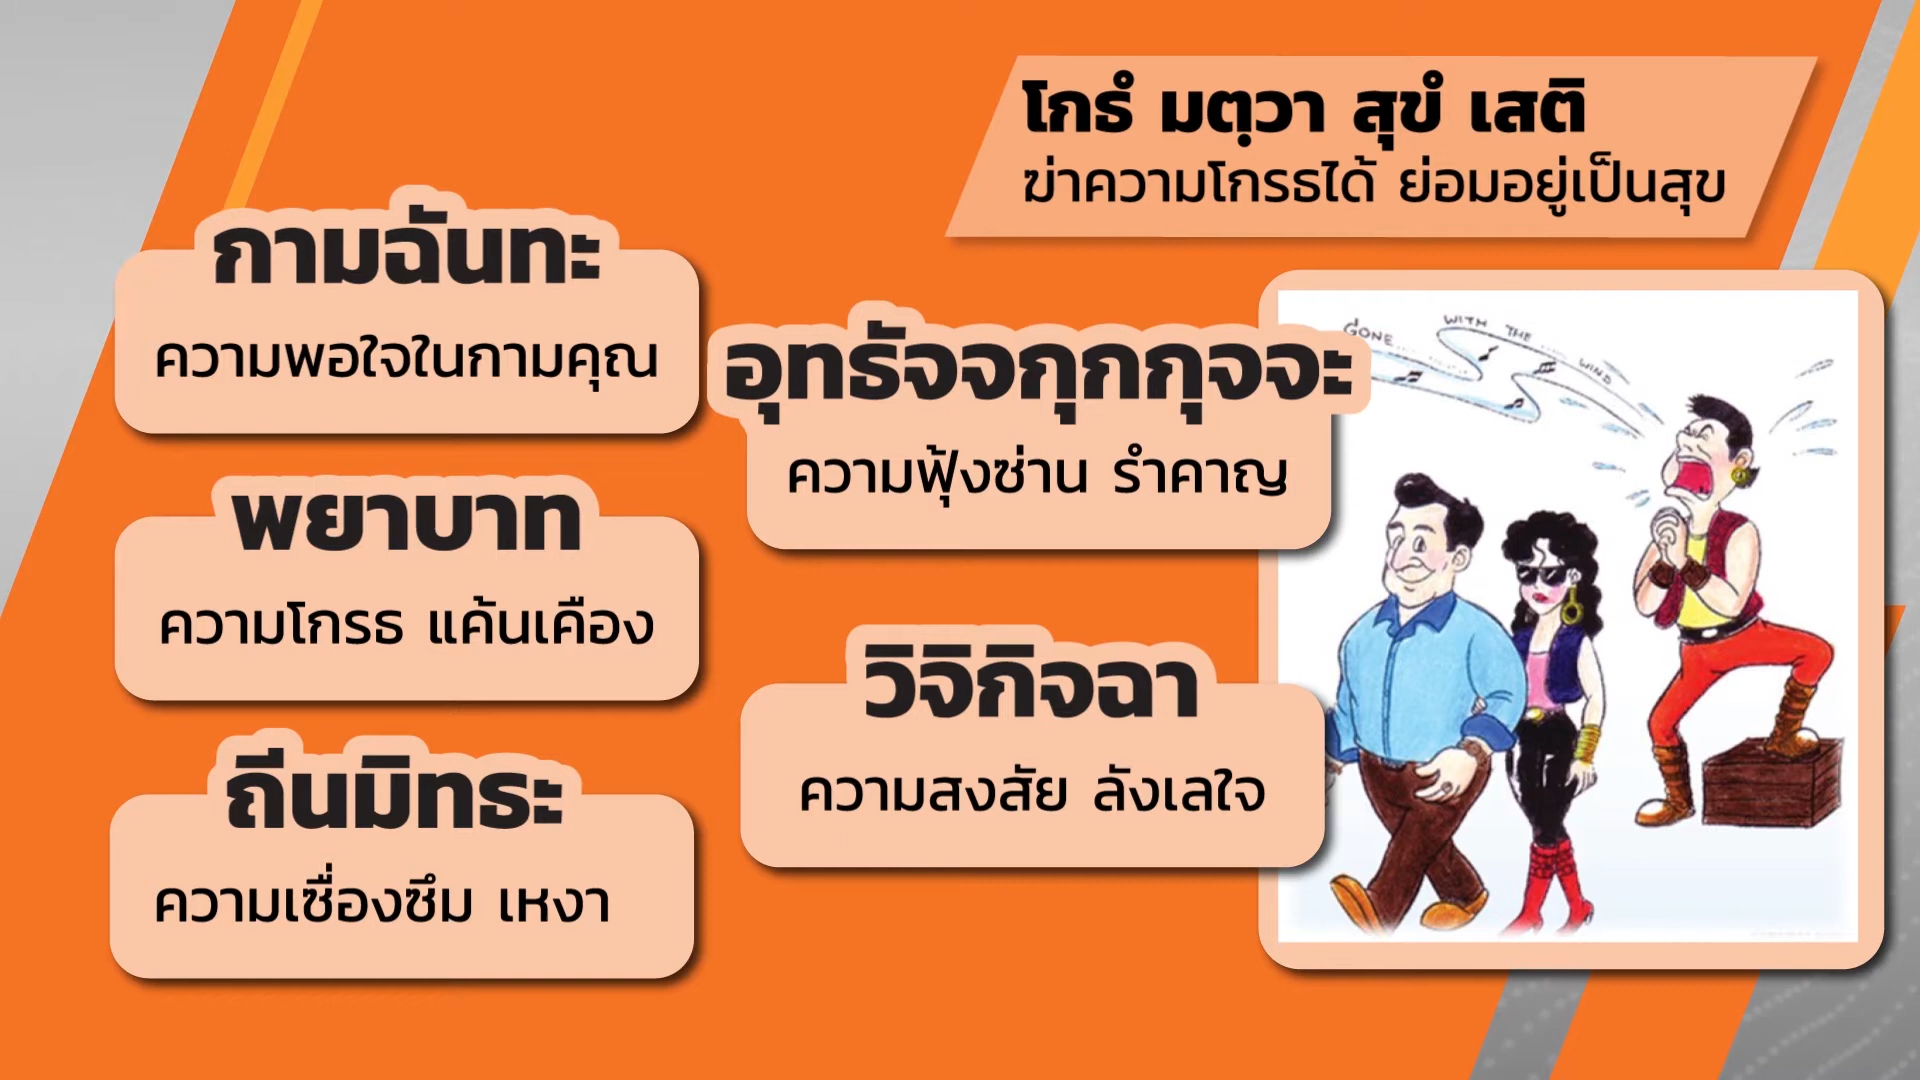 โกธํ มตฺวา สุขํ เสติ
ฆ่าความโกรธได้ ย่อมอยู่เป็นสุข
กามฉันทะ
ความพอใจในกามคุณ
พยาบาท
ความโกรธ แค้นเคือง
ถีนมิทธะ
ความเซื่องซึม เหงา
อุทธัจจกุกกุจจะ
ความฟุ้งซ่าน รำคาญ
วิจิกิจฉา
ความสงสัย ลังเลใจ
GONE WITH THE WIND